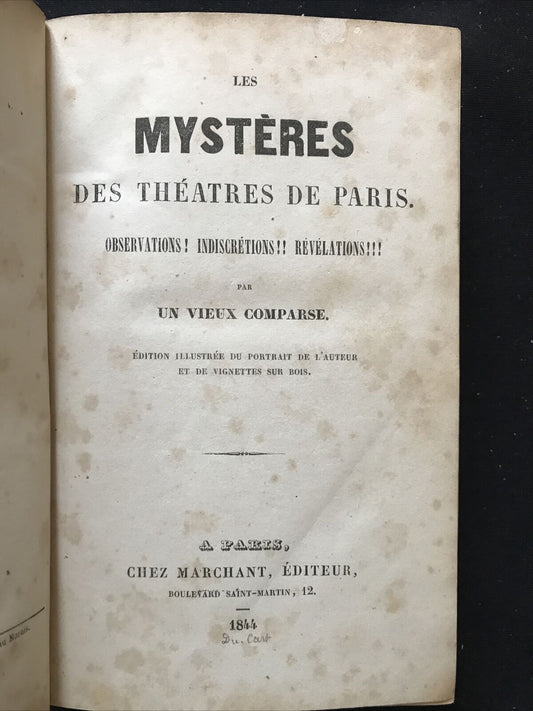 LES
MYSTÈRES
DES THÉATRES DE PARIS.
OBSERVATIONS! INDISCRÉTIONS!! RÉVÉLATIONS!!!
PAR
UN VIEUX COMPARSE.
ÉDITION ILLUSTRÉE DU PORTRAIT DE L'AUTEUR
ET DE VIGNETTES SUR BOIS.
A PARIS,
CHEZ MARCHANT, ÉDITEUR,
BOULEVARD SAINT-MARTIN, 12.
1844